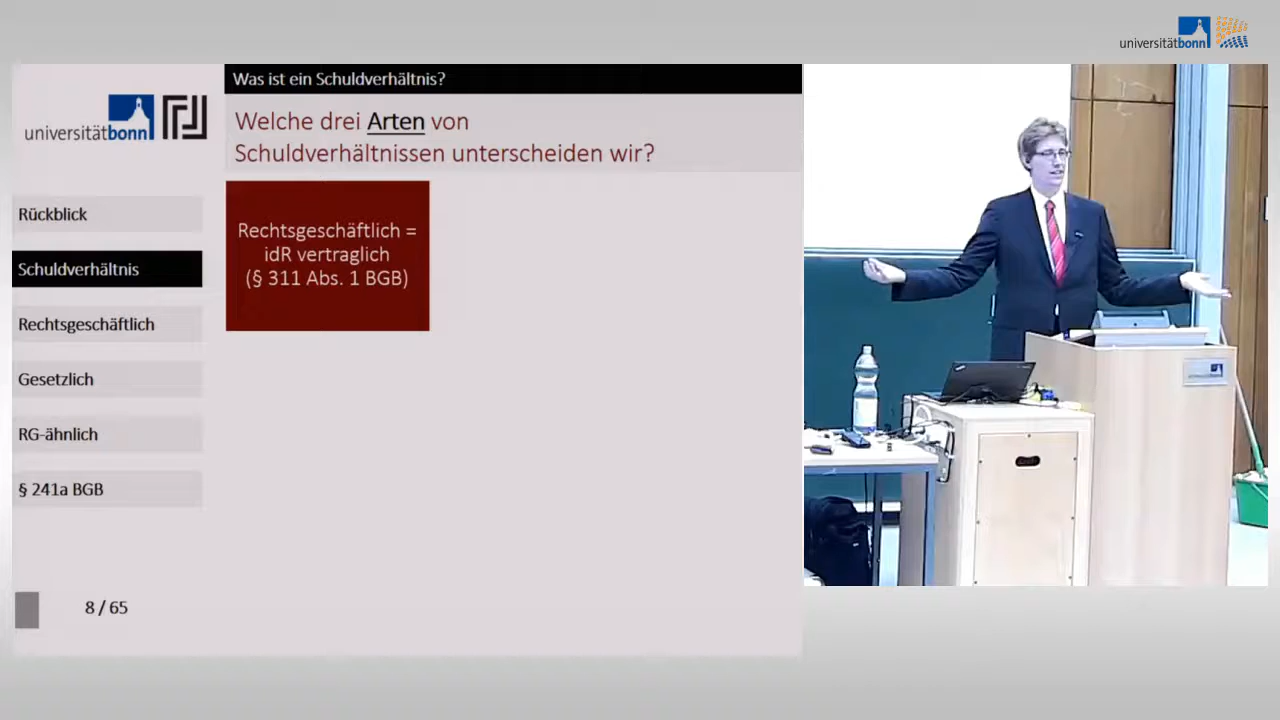 universitätbonn
Was ist ein Schuldverhältnis?
universitätbonn
Welche drei Arten von
Schuldverhältnissen unterscheiden wir?
Rechtsgeschäftlich =
idR vertraglich
(§ 311 Abs. 1 BGB)
Rückblick
Schuldverhältnis
Rechtsgeschäftlich
Gesetzlich
RG-ähnlich
§ 241a BGB
8 / 65